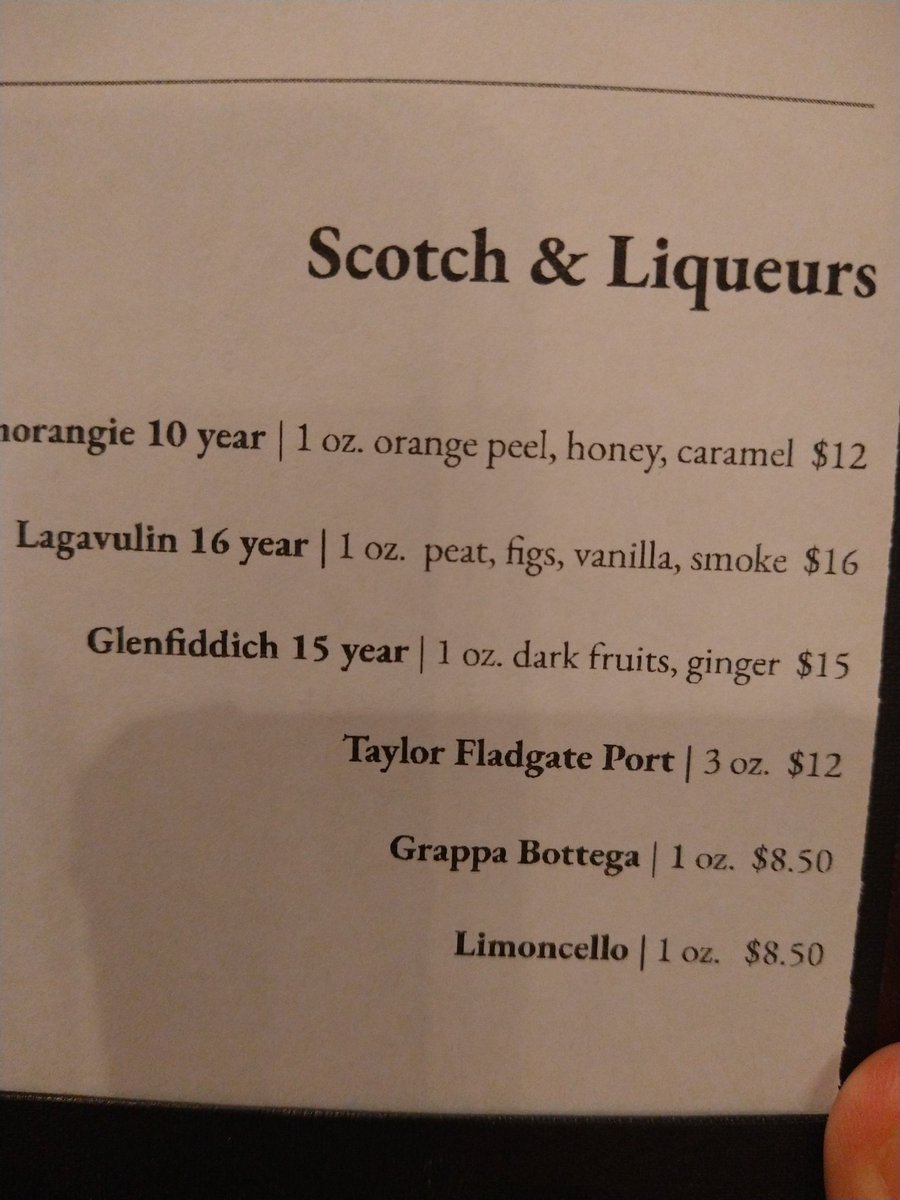 Scotch & Liqueurs
norangie 10 year | 1 oz. orange peel, honey, caramel $12
Lagavulin 16 year | 1 oz. peat, figs, vanilla, smoke $16
Glenfiddich 15 year | 1 oz. dark fruits, ginger $15
Taylor Fladgate Port | 3 oz. $12
Grappa Bottega | 1 oz. $8.50
Limoncello | 1 oz. $8.50